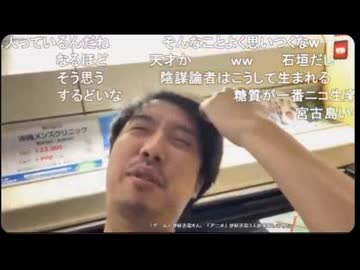 入っているんだね
そんなことよく思いつくなw
なるほど
天才か
ww
石垣だし
そう思う
陰謀論者はこうして生まれる
するどいな
糖質が一番ニコ生楽
宮古島い
メンズクリニック